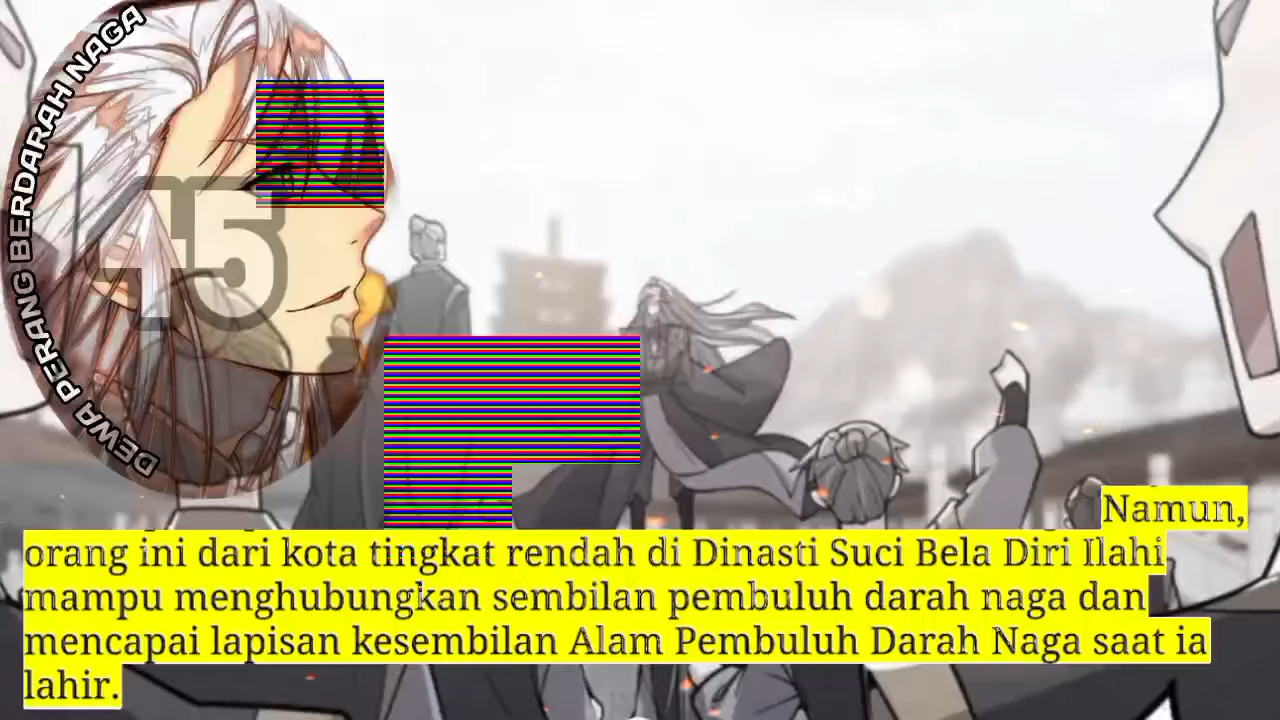 DEWA PERANG BERDARAH NAGA
45
Namun,
orang ini dari kota tingkat rendah di Dinasti Suci Bela Diri Ilahi
mampu menghubungkan sembilan pembuluh darah naga dan
mencapai lapisan kesembilan Alam Pembuluh Darah Naga saat ia
lahir.